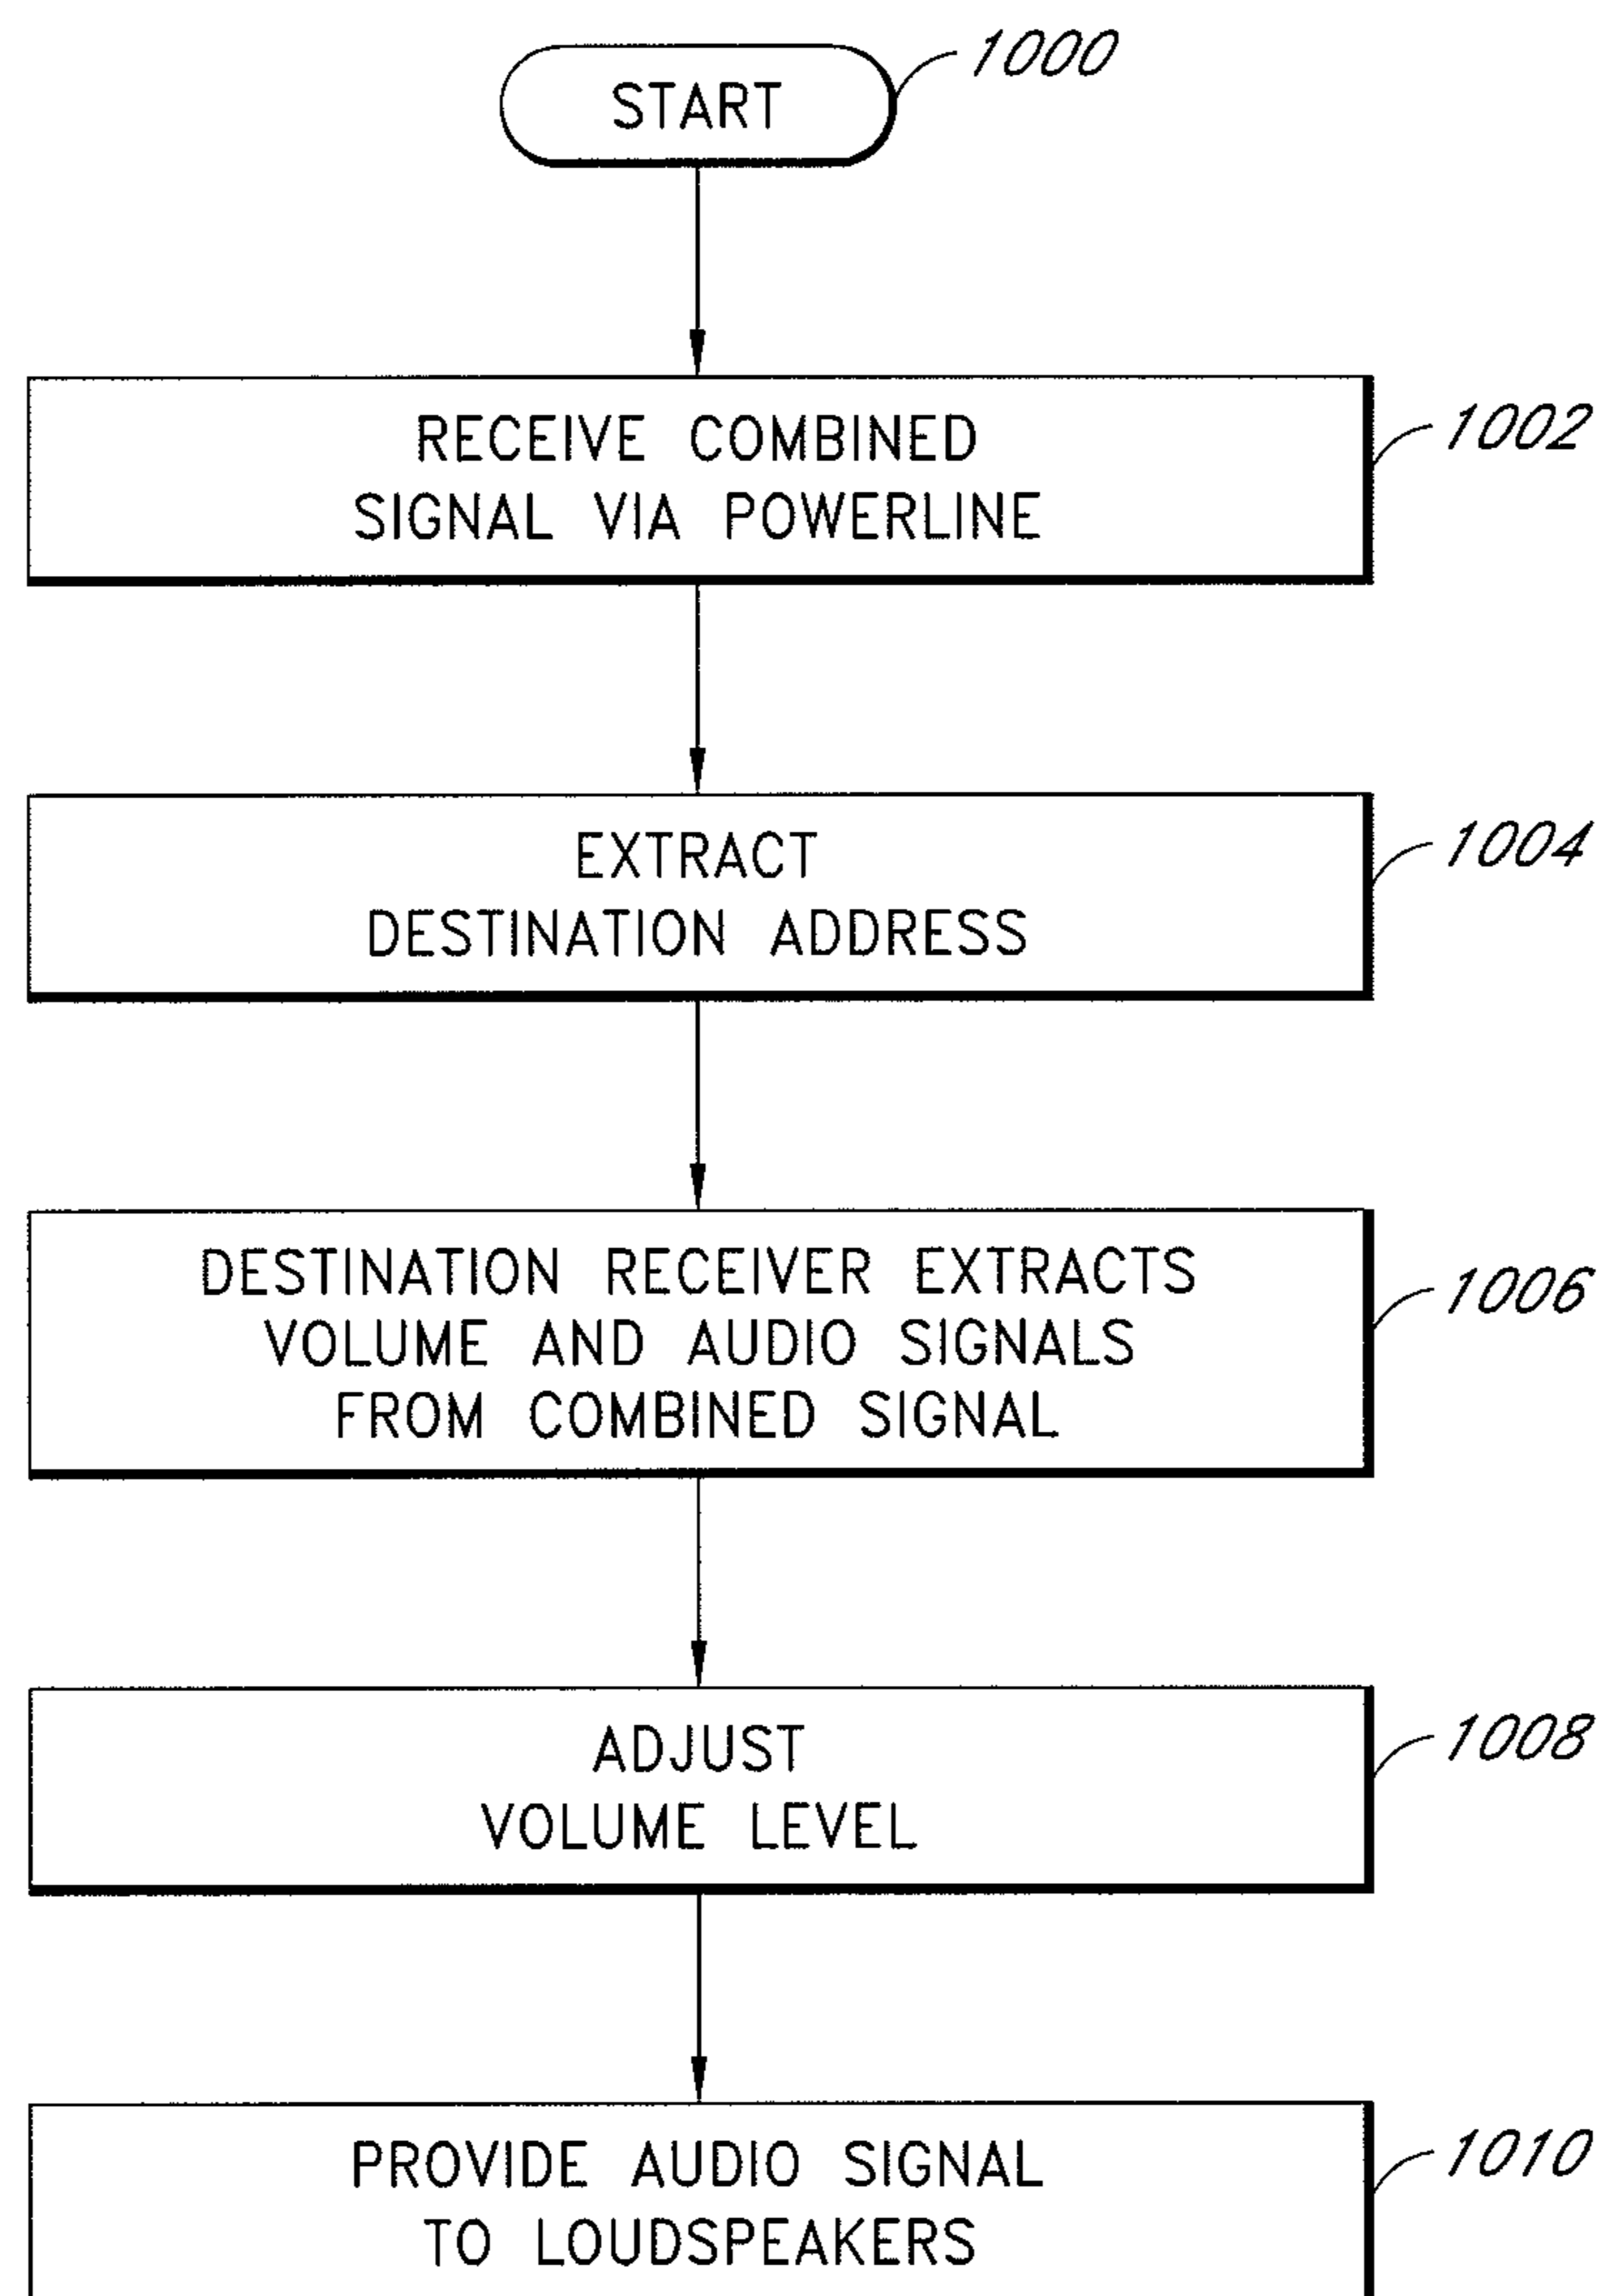 START
1000
RECEIVE COMBINED
SIGNAL VIA POWERLINE
1002
EXTRACT
DESTINATION ADDRESS
1004
DESTINATION RECEIVER EXTRACTS
VOLUME AND AUDIO SIGNALS
FROM COMBINED SIGNAL
1006
ADJUST
VOLUME LEVEL
1008
PROVIDE AUDIO SIGNAL
TO LOUDSPEAKERS
1010